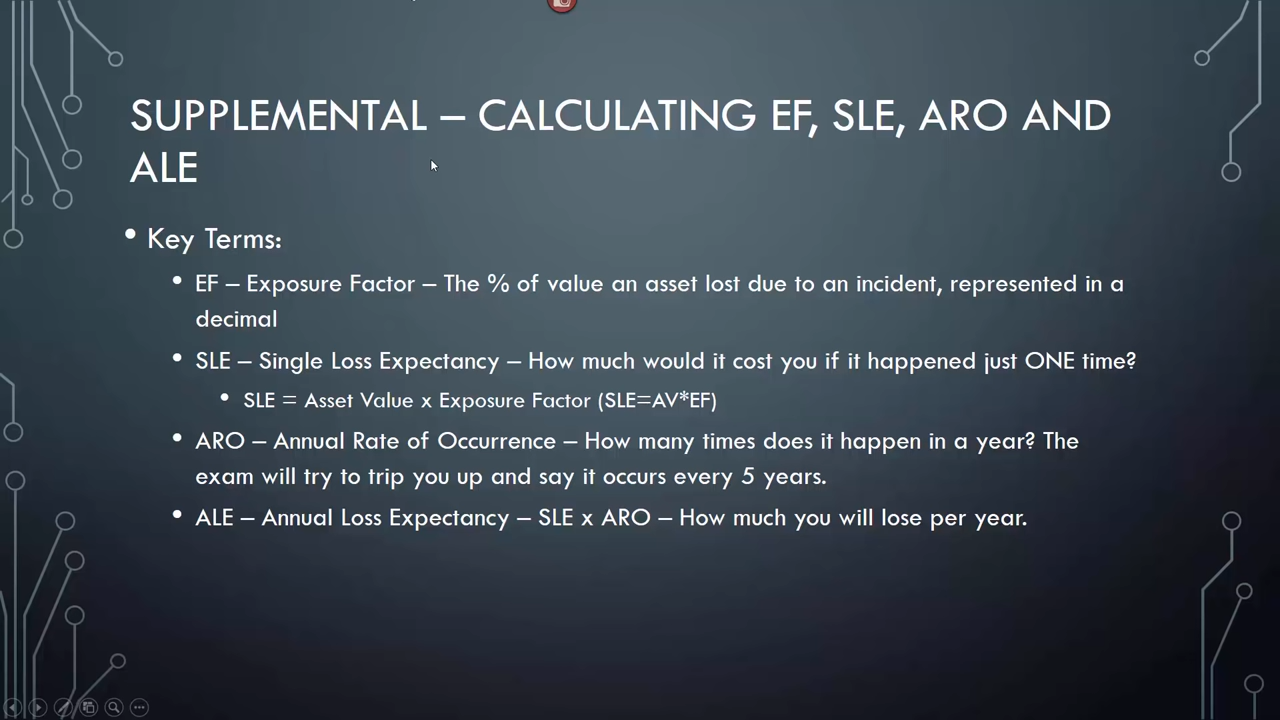 SUPPLEMENTAL – CALCULATING EF, SLE, ARO AND
ALE
• Key Terms:
• EF – Exposure Factor – The % of value an asset lost due to an incident, represented in a
decimal
• SLE – Single Loss Expectancy – How much would it cost you if it happened just ONE time?
• SLE = Asset Value x Exposure Factor (SLE=AV*EF)
• ARO – Annual Rate of Occurrence – How many times does it happen in a year? The
exam will try to trip you up and say it occurs every 5 years.
• ALE – Annual Loss Expectancy – SLE x ARO – How much you will lose per year.